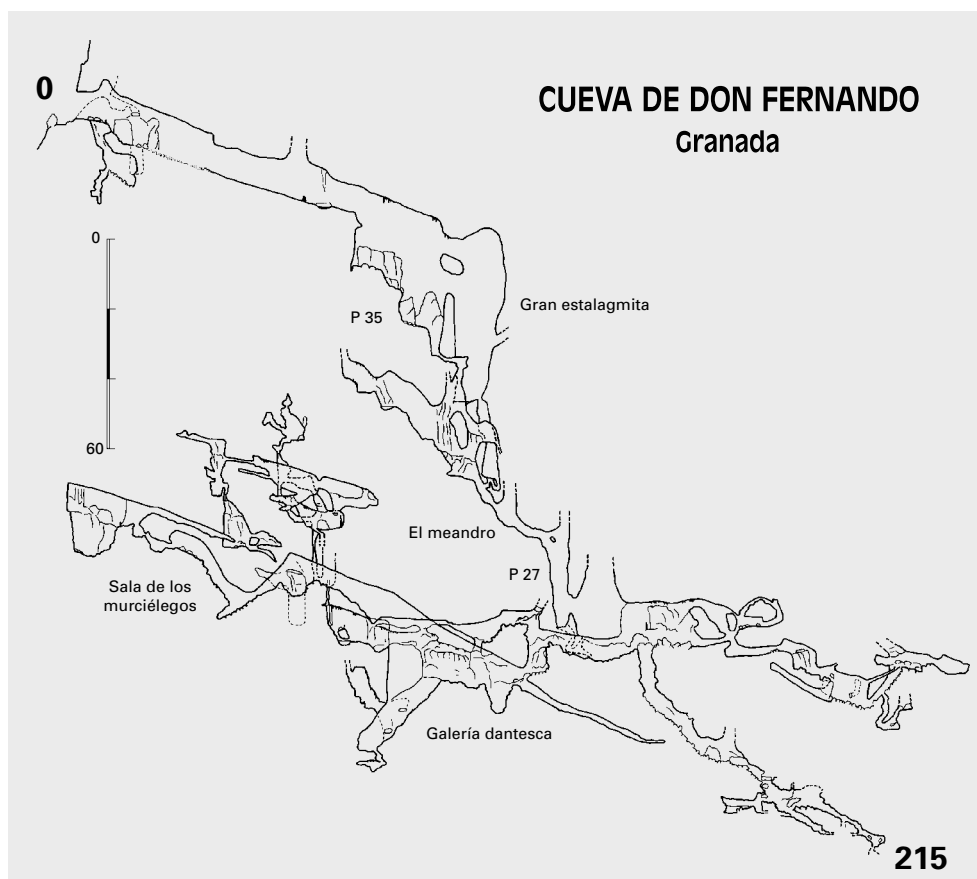 CUEVA DE DON FERNANDO
Granada
0
0
Gran estalagmita
P 35
60
El meandro
P 27
Sala de los
murciélegos
Galería dantesca
215